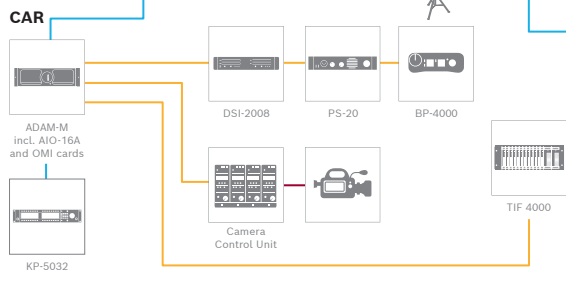 CAR
DSI-2008
PS-20
BP-4000
ADAM-M
incl. AIO-16A
and OMI cards
TIF 4000
Camera
Control Unit
KP-5032